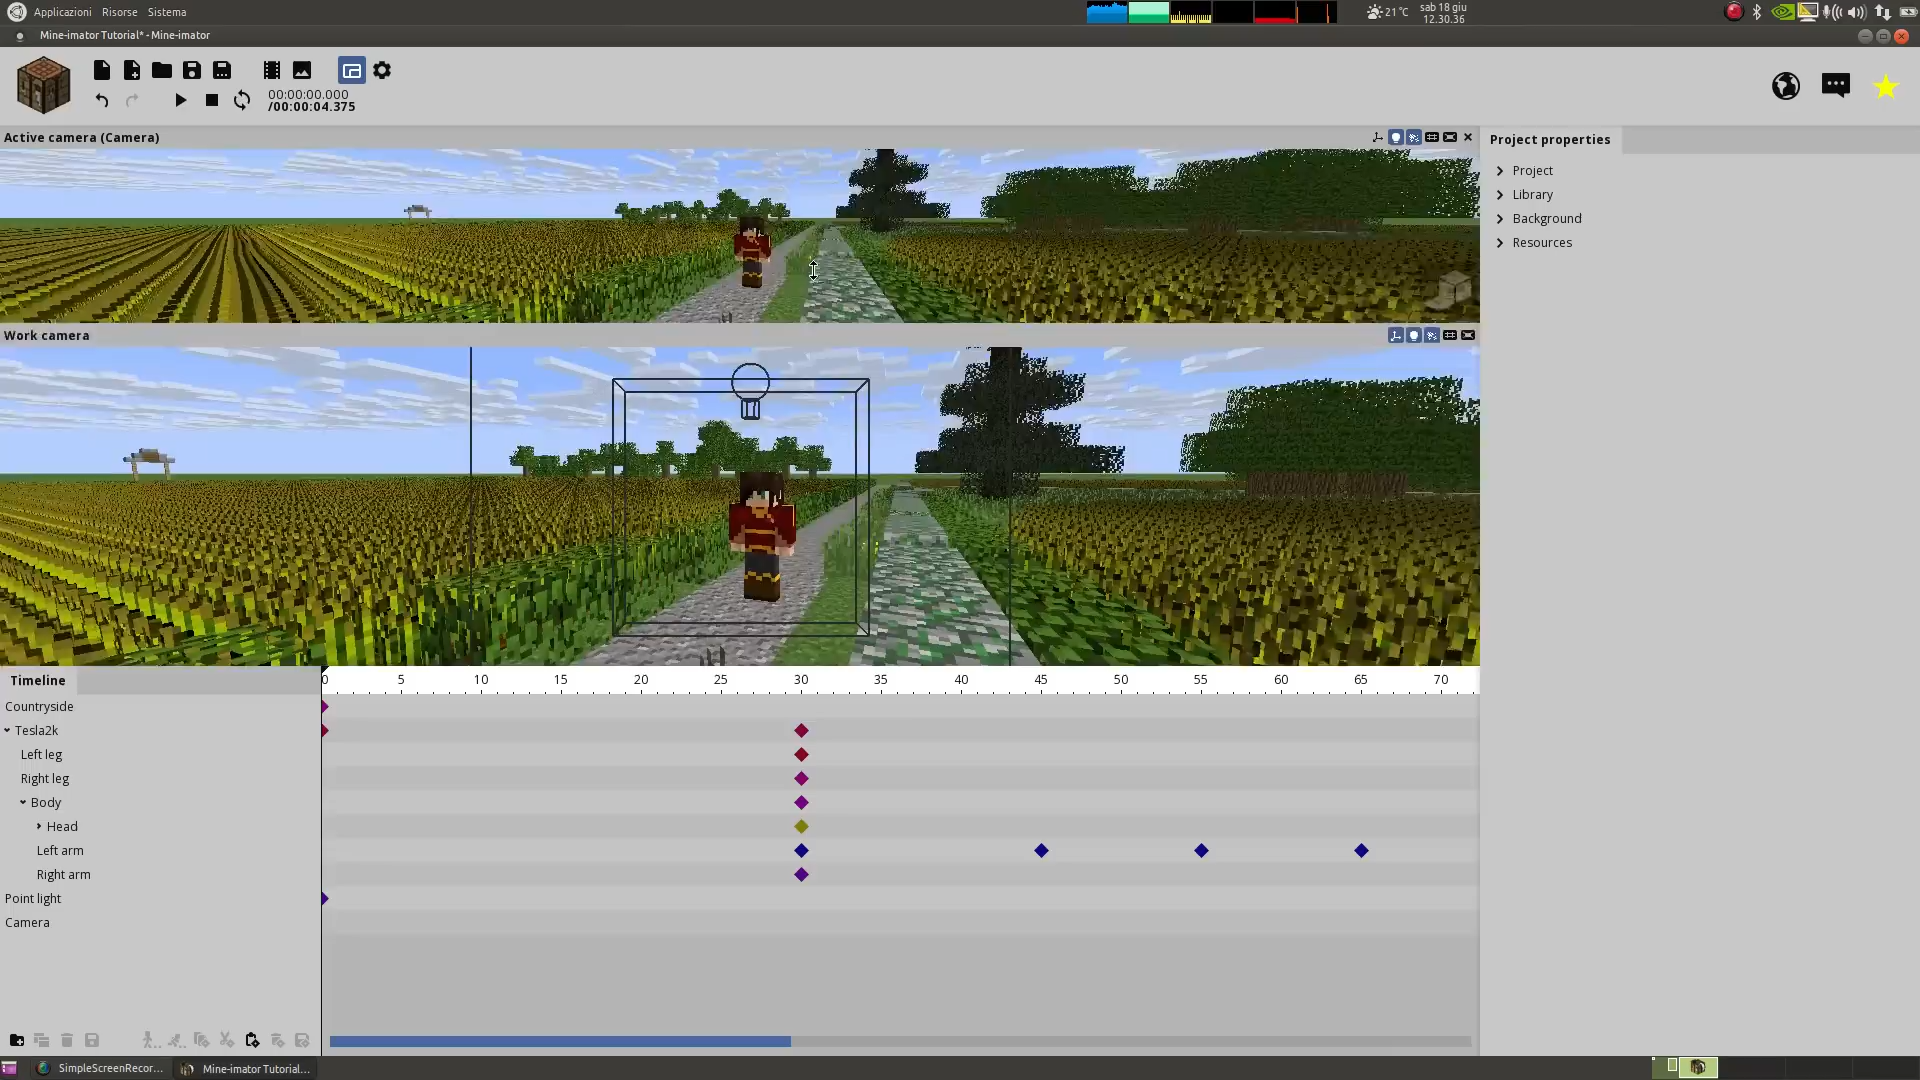 Applicazioni Risorse Sistema
21°C
sab 18 giu
12.30.36
Mine-imator Tutorial* - Mine-imator
00:00:00.000
/00:00:04.375
Active camera (Camera)
Project properties
Project
Library
Background
Resources
Work camera
Timeline
0 5 10 15 20 25 30 35 40 45 50 55 60 65 70
Countryside
Tesla2k
Left leg
Right leg
Body
Head
Left arm
Right arm
Point light
Camera
SimpleScreenRecor...
Mine-imator Tutorial...